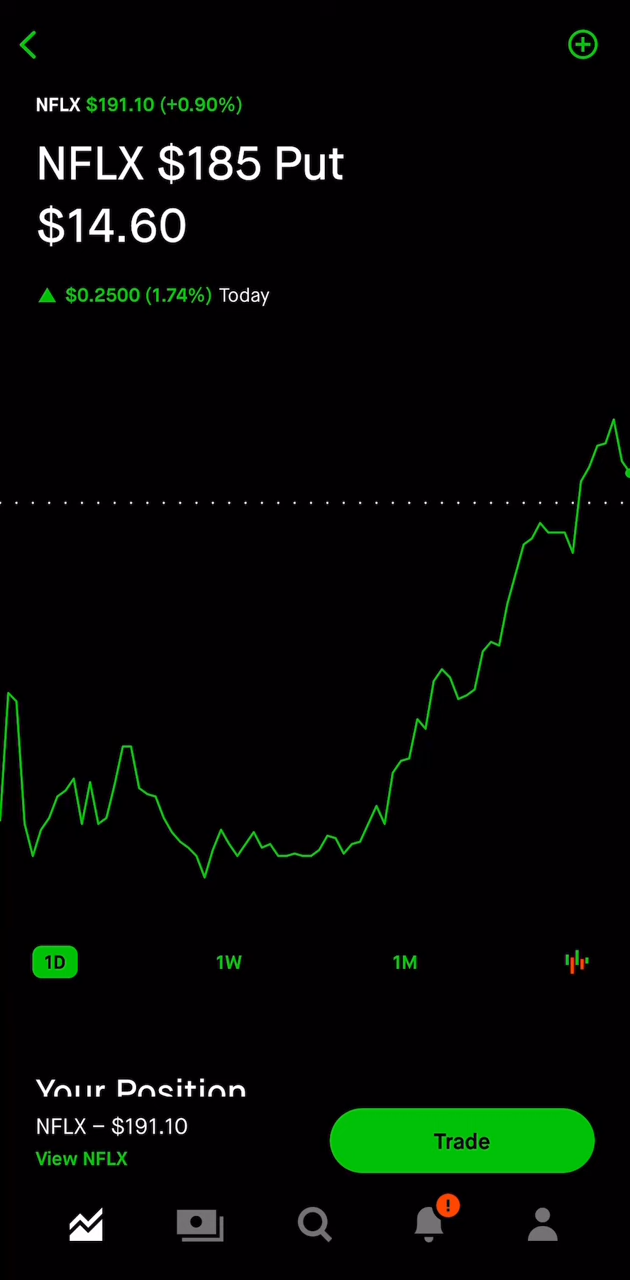 NFLX $191.10 (+0.90%)
NFLX $185 Put
$14.60
▲ $0.2500 (1.74%) Today
1D 1W 1M
Your Position
NFLX – $191.10
View NFLX
Trade
!